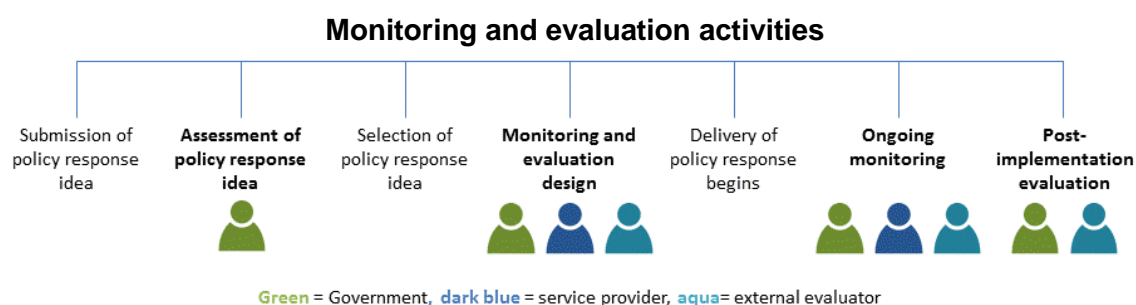 Monitoring and evaluation activities
Submission of
policy response
idea
Assessment of
policy response
idea
Selection of
policy response
idea
Monitoring and
evaluation
design
Delivery of
policy response
begins
Ongoing
monitoring
Post-
implementation
evaluation
Green = Government, dark blue = service provider, aqua= external evaluator